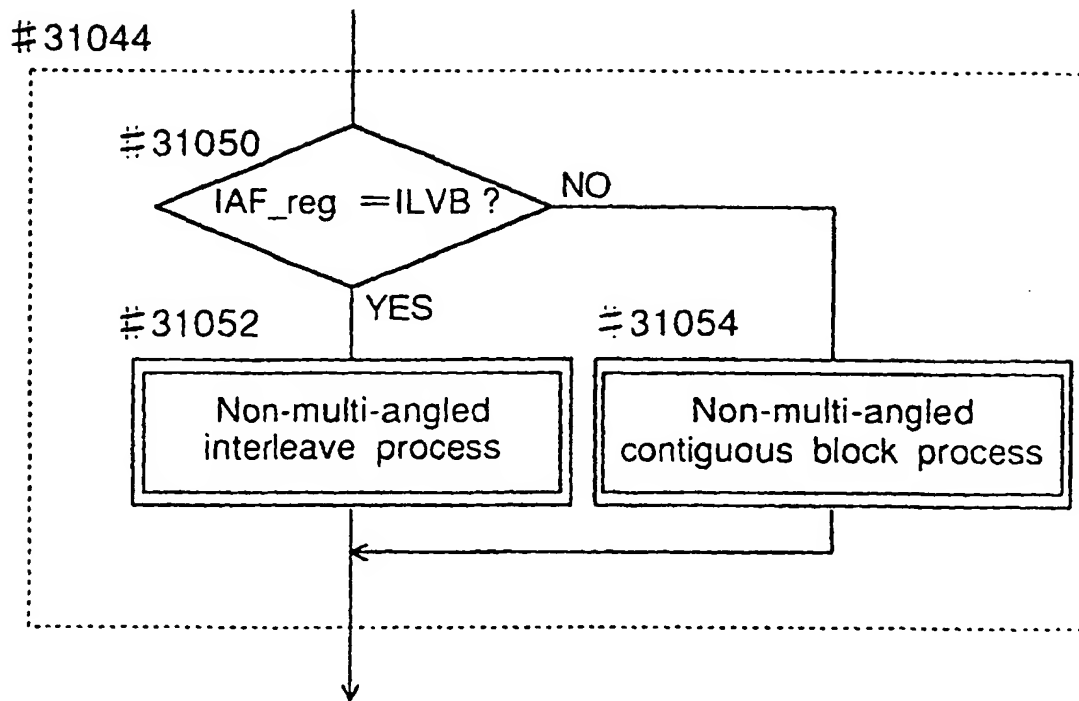 #31044
#31050
IAF_reg =ILVB ?
NO
YES
#31052
#31054
Non-multi-angled
interleave process
Non-multi-angled
contiguous block process